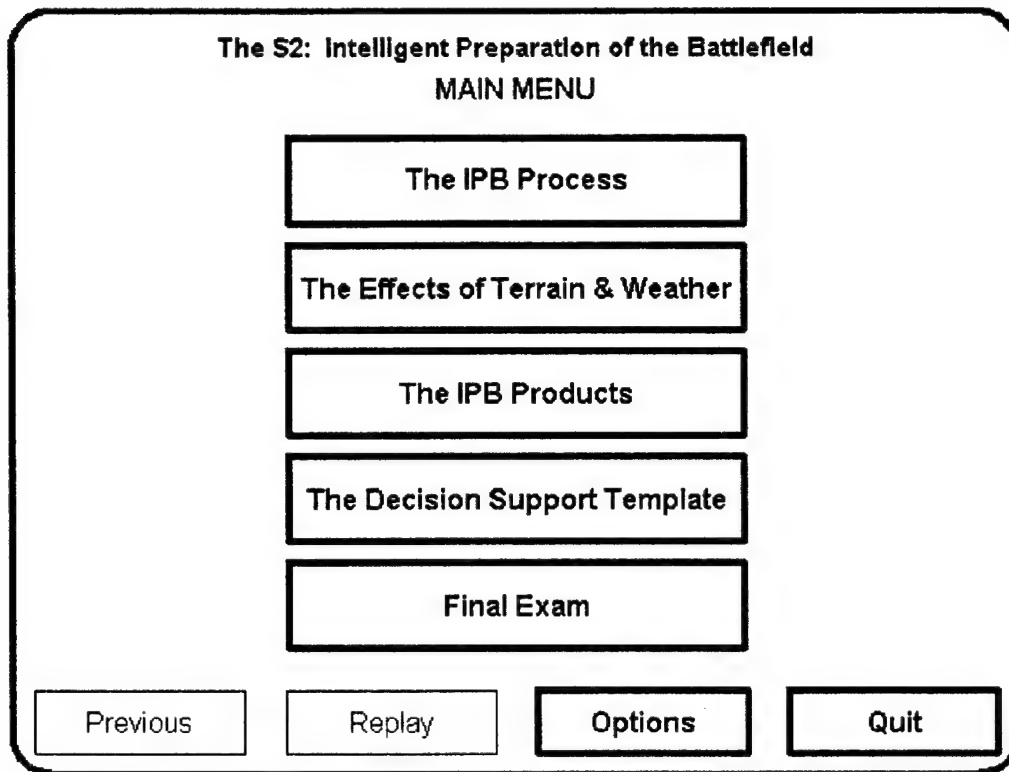 The S2: Intelligent Preparation of the Battlefield
MAIN MENU
The IPB Process
The Effects of Terrain & Weather
The IPB Products
The Decision Support Template
Final Exam
Previous
Replay
Options
Quit